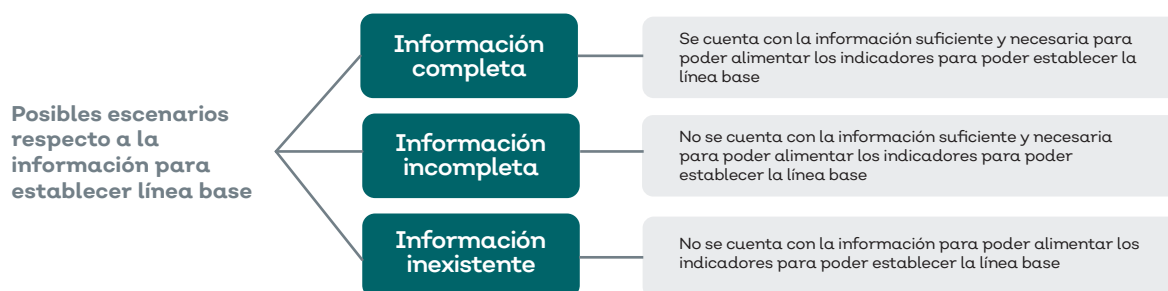 Posibles escenarios
respecto a la
información para
establecer línea base
Información
completa
Se cuenta con la información suficiente y necesaria para
poder alimentar los indicadores para poder establecer la
línea base
Información
incompleta
No se cuenta con la información suficiente y necesaria
para poder alimentar los indicadores para poder
establecer la línea base
Información
inexistente
No se cuenta con la información para poder alimentar los
indicadores para poder establecer la línea base